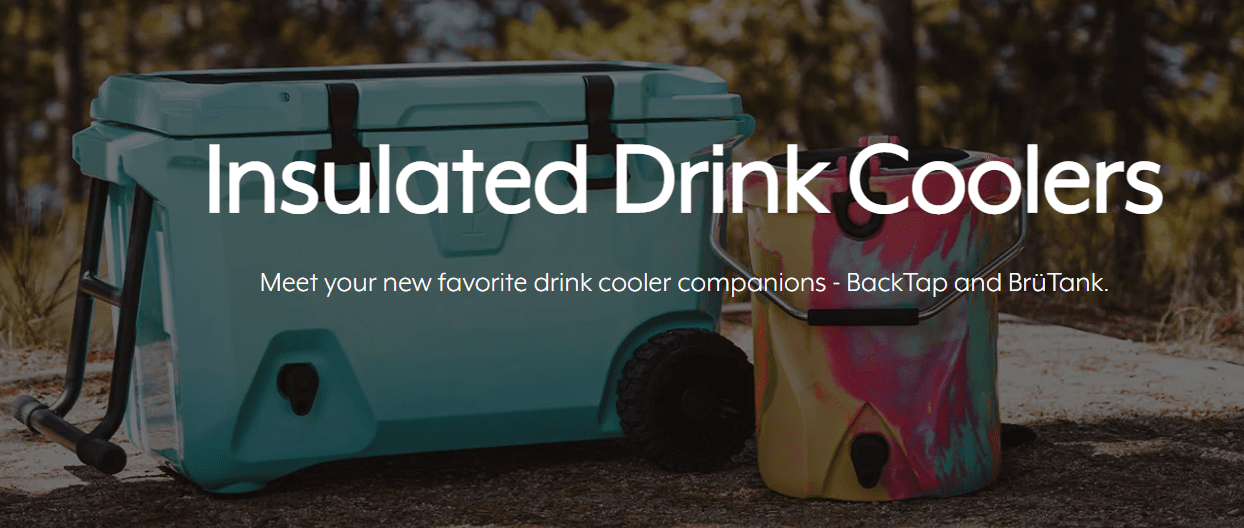 Insulated Drink Coolers
Meet your new favorite drink cooler companions - BackTap and BrüTank.